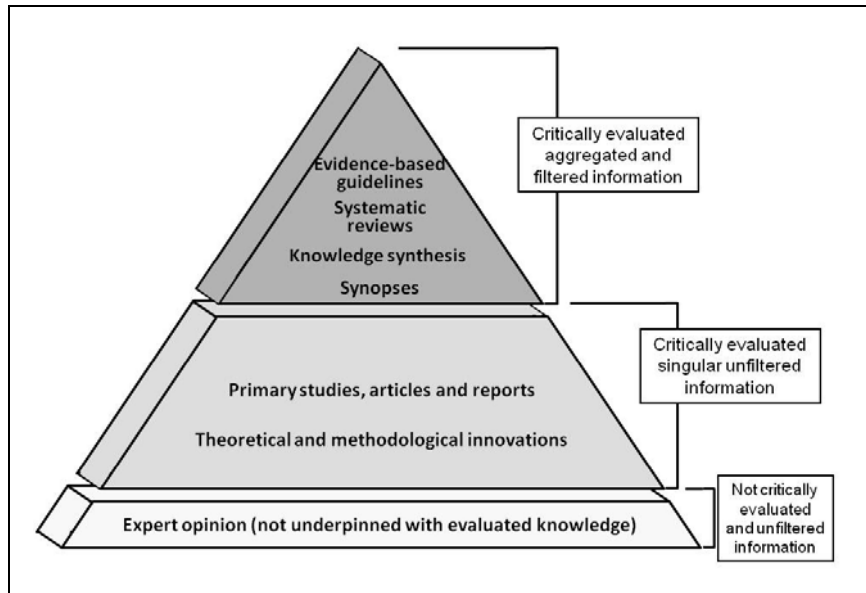 Evidence-based
guidelines
Systematic
reviews
Knowledge synthesis
Synopses
Critically evaluated
aggregated and
filtered information
Primary studies, articles and reports
Theoretical and methodological innovations
Critically evaluated
singular unfiltered
information
Expert opinion (not underpinned with evaluated knowledge)
Not critically
evaluated
and unfiltered
information